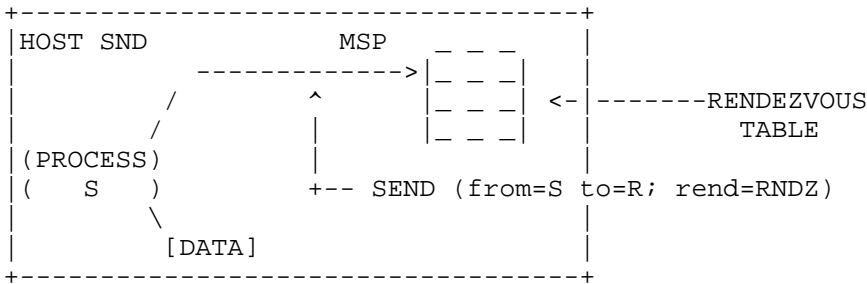 HOST SND MSP
<-------RENDEZVOUS
TABLE
(PROCESS)
( S ) +-- SEND (from=S to=R; rend=RNDZ)
[DATA]